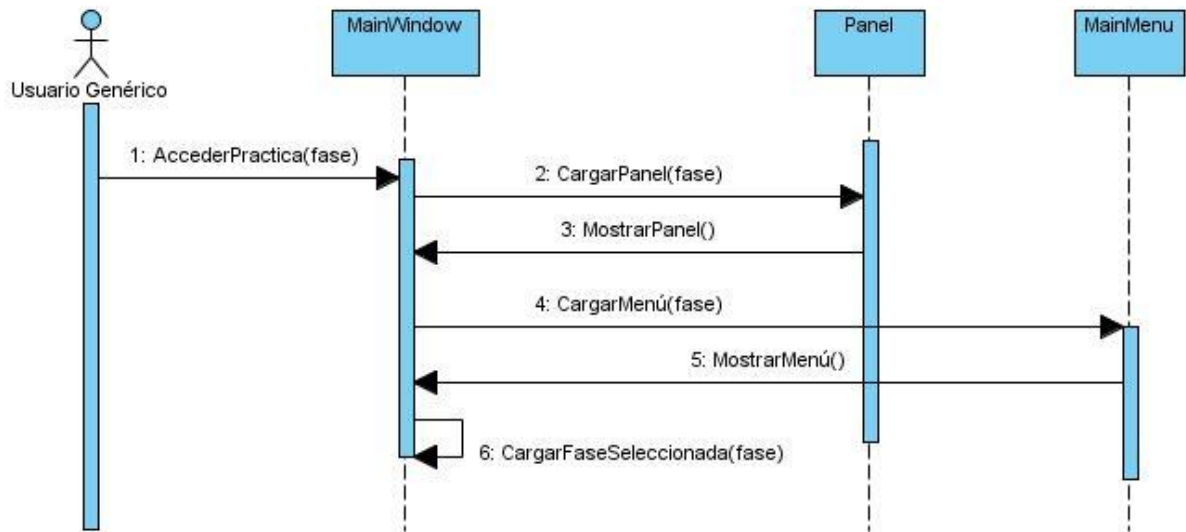 MainWindow
Panel
MainMenu
Usuario Genérico
1: AccederPractica(fase)
2: CargarPanel(fase)
3: MostrarPanel()
4: CargarMenú(fase)
5: MostrarMenú()
6: CargarFaseSeleccionada(fase)